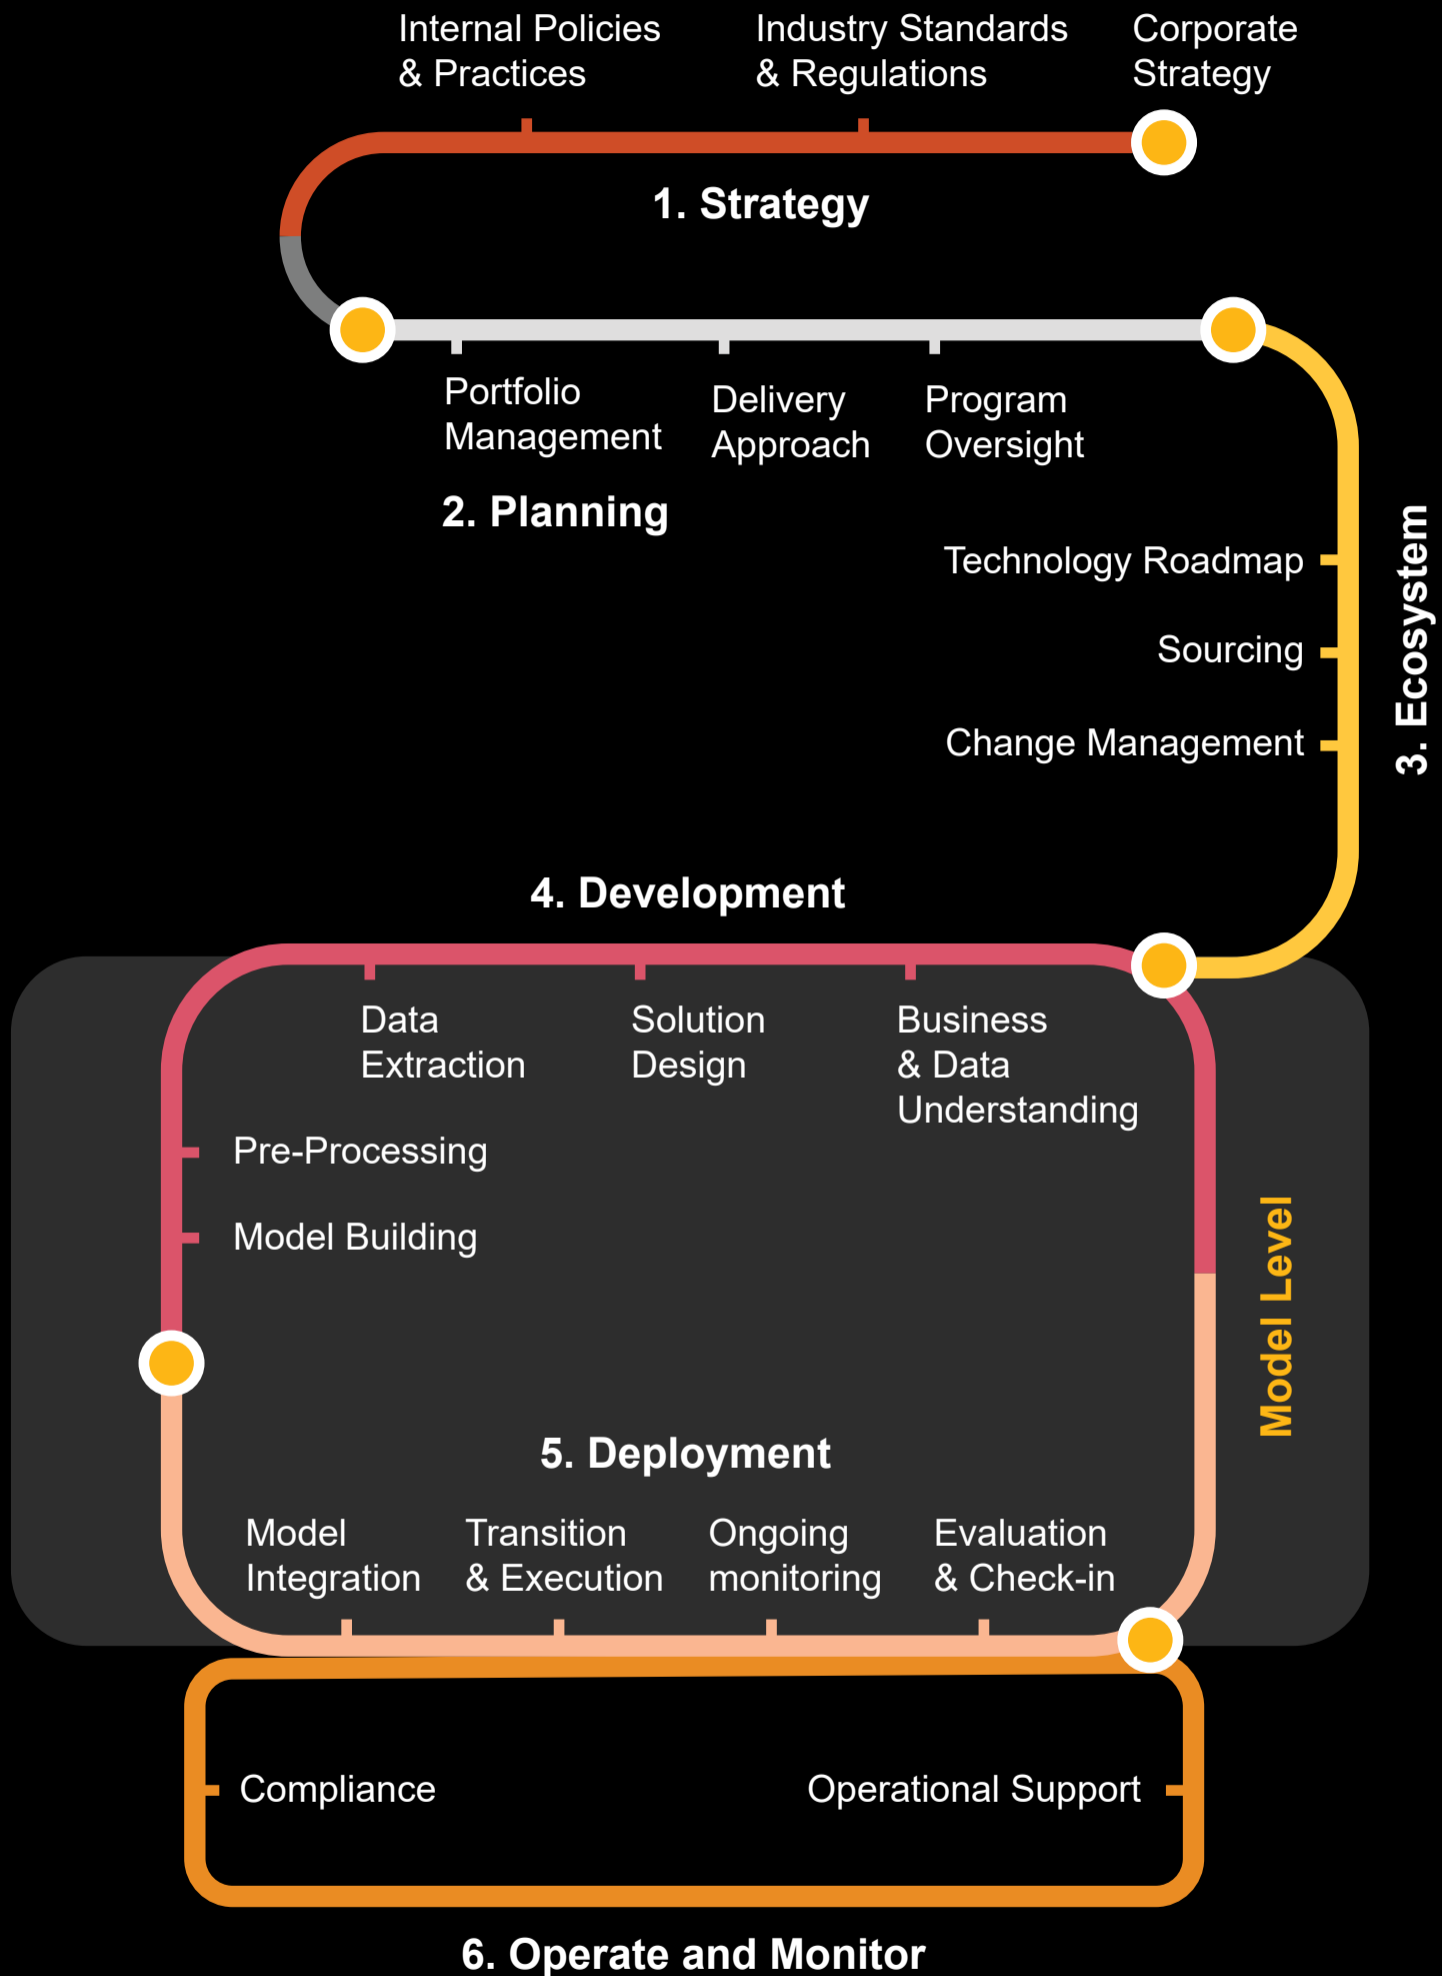 Internal Policies
& Practices
Industry Standards
& Regulations
Corporate
Strategy
1. Strategy
Portfolio
Management
Delivery
Approach
Program
Oversight
2. Planning
Technology Roadmap
Sourcing
Change Management
3. Ecosystem
4. Development
Data
Extraction
Solution
Design
Business
& Data
Understanding
Pre-Processing
Model Building
Model Level
5. Deployment
Model
Integration
Transition
& Execution
Ongoing
monitoring
Evaluation
& Check-in
Compliance
Operational Support
6. Operate and Monitor